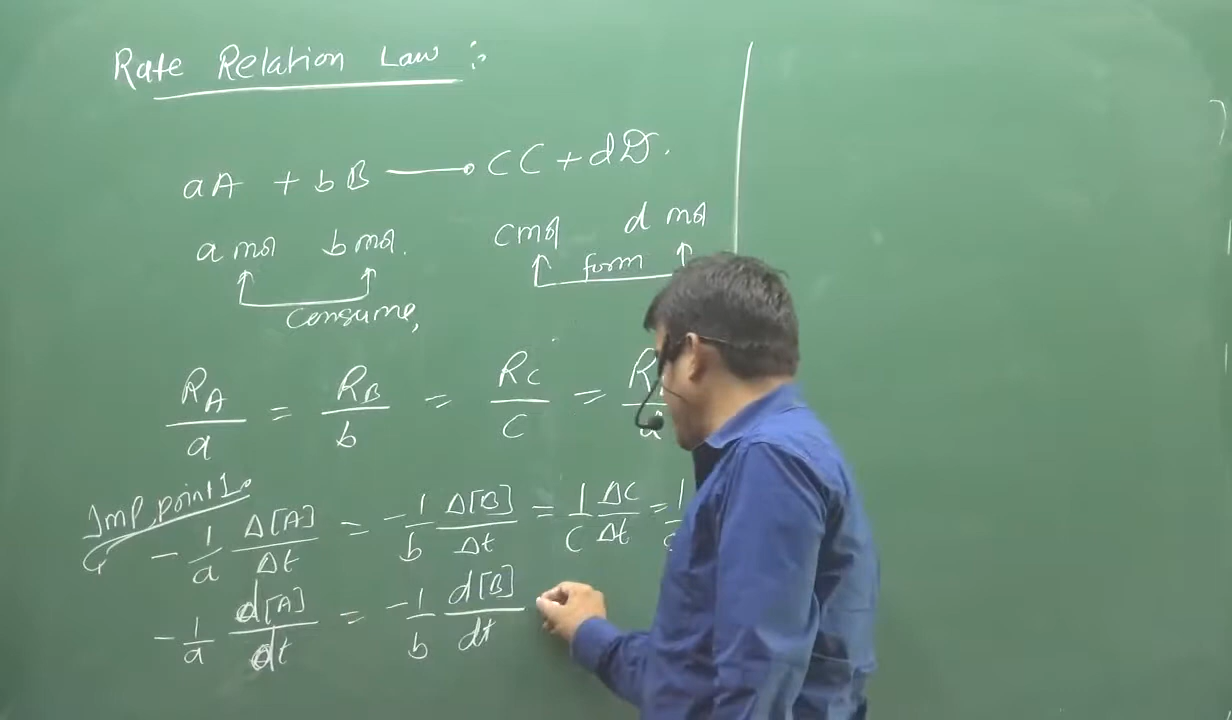 Rate Relation Law :-
aA + bB → CC + dD.
a mol b mol. c mol d mol
form
Consume,
R_A/a = R_B/b = R_C/c = R
Imp. point 1.
- 1/a Δ[A]/Δt = - 1/b Δ[B]/Δt = 1/C ΔC/Δt = 1
- 1/a d[A]/dt = - 1/b d[B]/dt